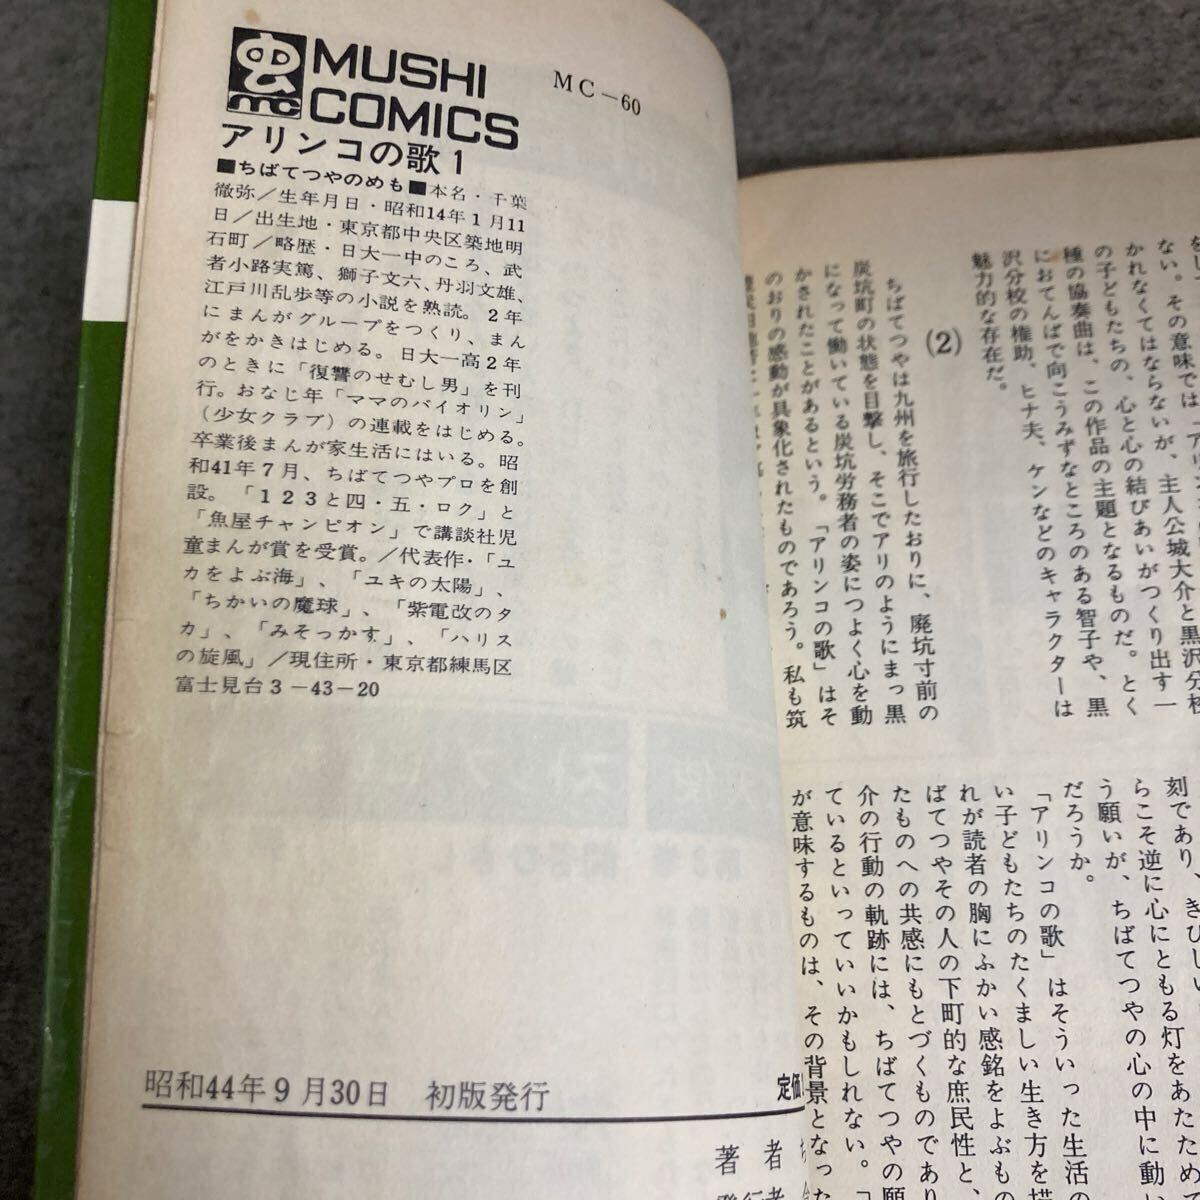 虫
mc
MUSHI
COMICS
MC-60
アリンコの歌1
■ちばてつやのめも■本名・千葉
徹弥／生年月日・昭和14年1月11
日／出生地・東京都中央区築地明
石町／略歴・日大一中のころ、武
者小路実篤、獅子文六、丹羽文雄、
江戸川乱歩等の小説を熟読。2年
にまんがグループをつくり、まん
がをかきはじめる。日大一高2年
のときに「復讐のせむし男」を刊
行。おなじ年「ママのバイオリン」
（少女クラブ）の連載をはじめる。
卒業後まんが家生活にはいる。昭
和41年7月、ちばてつやプロを創
設。「123と四・五・ロク」と
「魚屋チャンピオン」で講談社児
童まんが賞を受賞。／代表作・「ユ
カをよぶ海」、「ユキの太陽」、
「ちかいの魔球」、「紫電改のタ
カ」、「みそっかす」、「ハリス
の旋風」／現住所・東京都練馬区
富士見台3-43-20
昭和44年9月30日 初版発行
定価
著者
ない。その意味では「アリン
かれなくてはならないが、主人公城大介と黒沢分校
の子どもたちの、心と心の結びあいがつくり出す一
種の協奏曲は、この作品の主題となるものだ。とく
におてんばで向こうみずなところのある智子や、黒
沢分校の権助、ヒナ夫、ケンなどのキャラクターは
魅力的な存在だ。
(2)
ちばてつやは九州を旅行したおりに、廃坑寸前の
炭坑町の状態を目撃し、そこでアリのようにまっ黒
になって働いている炭坑労務者の姿につよく心を動
かされたことがあるという。「アリンコの歌」はそ
のおりの感動が具象化されたものであろう。私も筑
刻であり、きびしい
らこそ逆に心にともる灯をあたため
う願いが、ちばてつやの心の中に動い
だろうか。
「アリンコの歌」はそういった生活の
い子どもたちのたくましい生き方を描
れが読者の胸にふかい感銘をよぶもの
ばてつやその人の下町的な庶民性と、
たものへの共感にもとづくものであり
介の行動の軌跡には、ちばてつやの願
ているといっていいかもしれない。「
が意味するものは、その背景となった